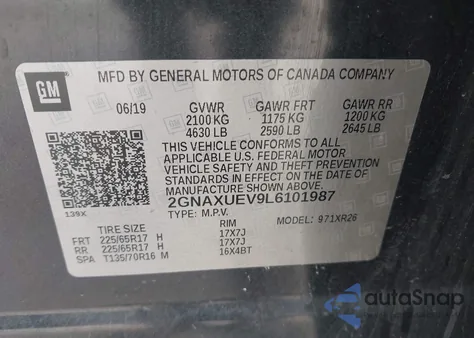 GM
MFD BY GENERAL MOTORS OF CANADA COMPANY
06/19 GVWR GAWR FRT GAWR RR
2100 KG 1175 KG 1200 KG
4630 LB 2590 LB 2645 LB
THIS VEHICLE CONFORMS TO ALL
APPLICABLE U.S. FEDERAL MOTOR
VEHICLE SAFETY AND THEFT PREVENTION
STANDARDS IN EFFECT ON THE DATE OF
MANUFACTURE SHOWN ABOVE.
2GNAXUEV9L6101987
139X TYPE: M.P.V. MODEL: 971XR26
TIRE SIZE RIM
FRT 225/65R17 H 17X7J
RR 225/65R17 H 17X7J
SPA T135/70R16 M 16X4BT
autoSnap